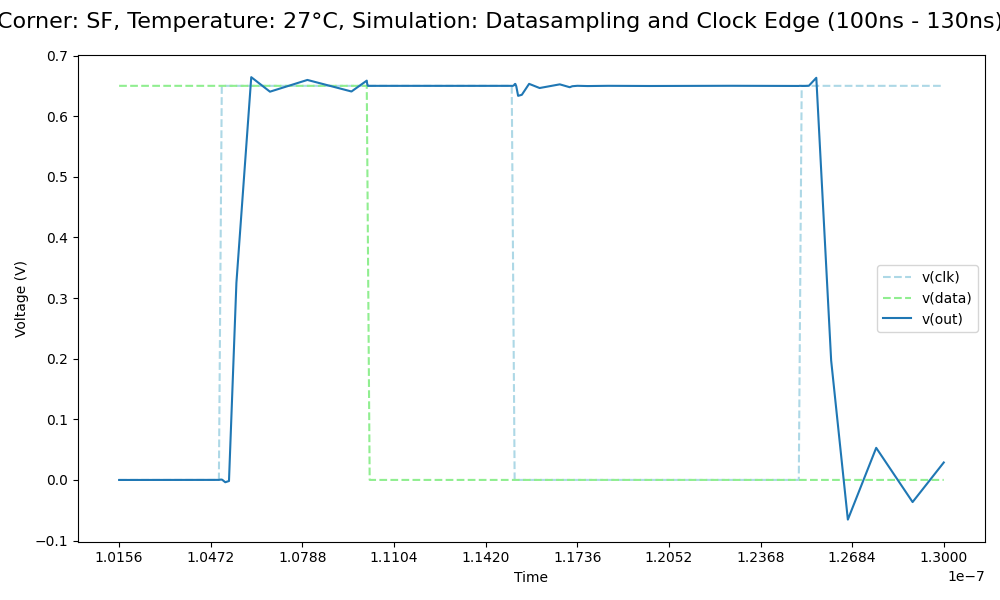 Corner: SF, Temperature: 27°C, Simulation: Datasampling and Clock Edge (100ns - 130ns)
0.7
0.6
0.5
0.4
0.3
0.2
0.1
0.0
−0.1
Voltage (V)
v(clk)
v(data)
v(out)
1.0156 1.0472 1.0788 1.1104 1.1420 1.1736 1.2052 1.2368 1.2684 1.3000
Time
1e−7